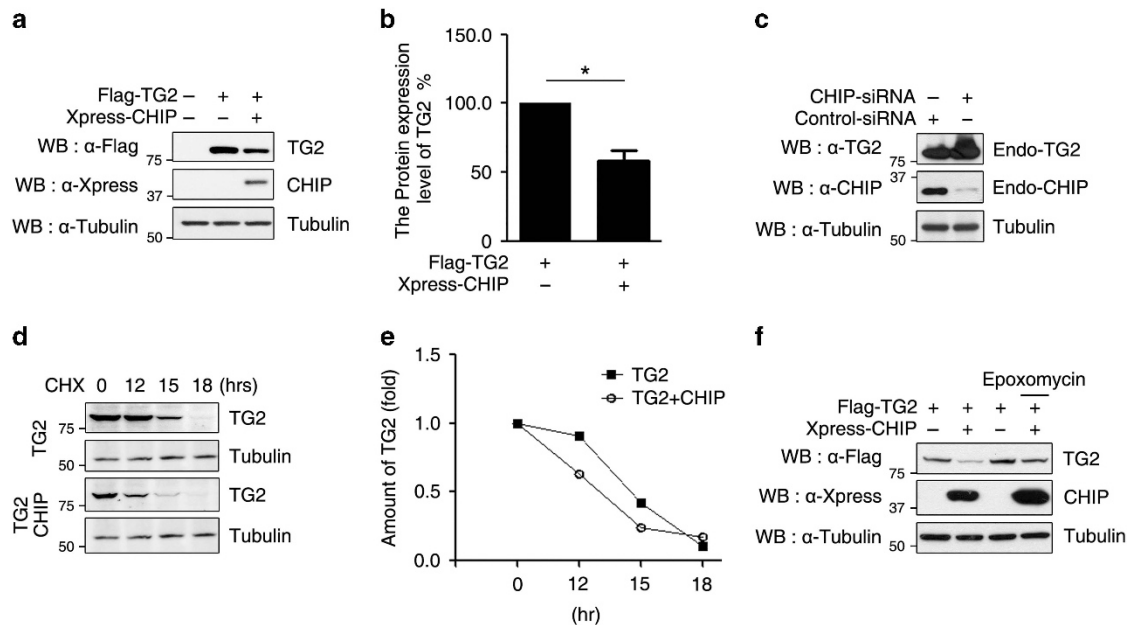 a
Flag-TG2 – + +
Xpress-CHIP – – +
WB : α-Flag
75
TG2
WB : α-Xpress
37
CHIP
WB : α-Tubulin
50
Tubulin
b
The Protein expression
level of TG2 %
150.0
100.0
50
0
*
Flag-TG2 + +
Xpress-CHIP – +
c
CHIP-siRNA – +
Control-siRNA + –
WB : α-TG2
75
Endo-TG2
37
WB : α-CHIP
Endo-CHIP
WB : α-Tubulin
50
Tubulin
d
CHX 0 12 15 18 (hrs)
TG2
75
TG2
50
Tubulin
TG2
CHIP
75
TG2
50
Tubulin
e
Amount of TG2 (fold)
1.5
1.0
0.5
0.0
TG2
TG2+CHIP
0 12 15 18
(hr)
f
Epoxomycin
Flag-TG2 + + + +
Xpress-CHIP – + – +
WB : α-Flag
75
TG2
WB : α-Xpress
50
37
CHIP
WB : α-Tubulin
50
Tubulin